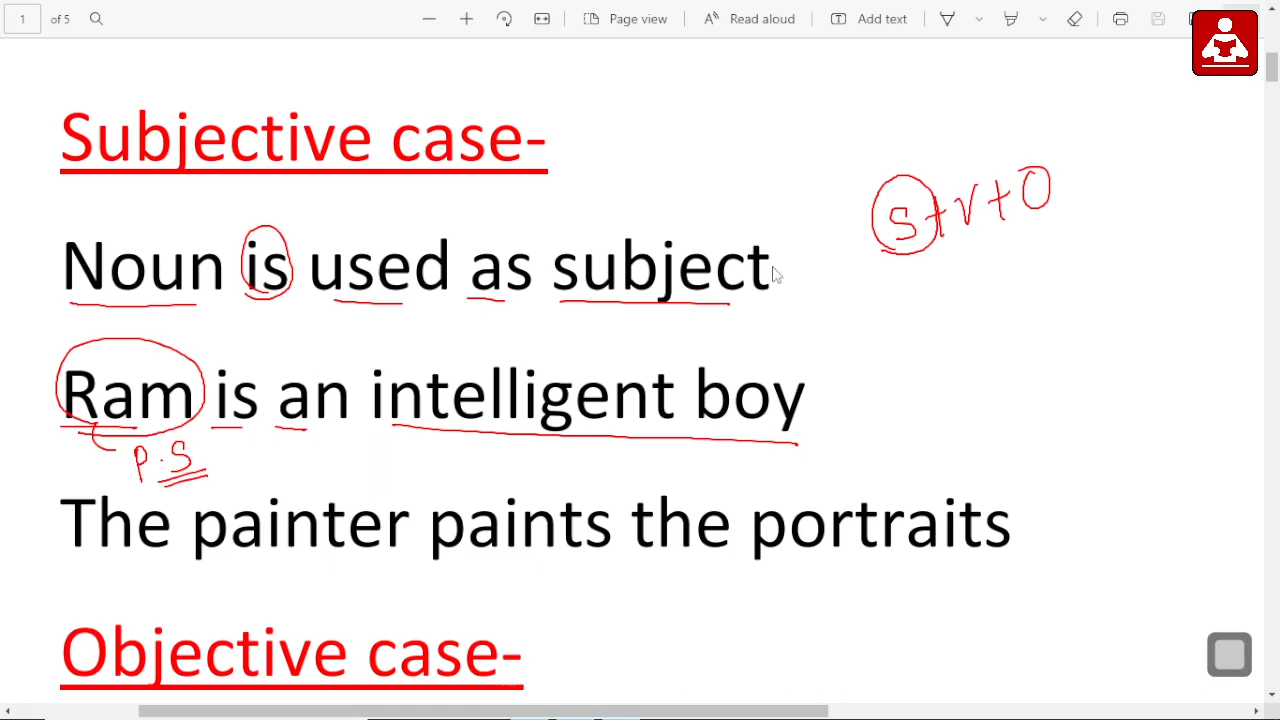 1 of 5 Page view Read aloud Add text
Subjective case-
S+V+O
Noun is used as subject
Ram is an intelligent boy
P.S
The painter paints the portraits
Objective case-